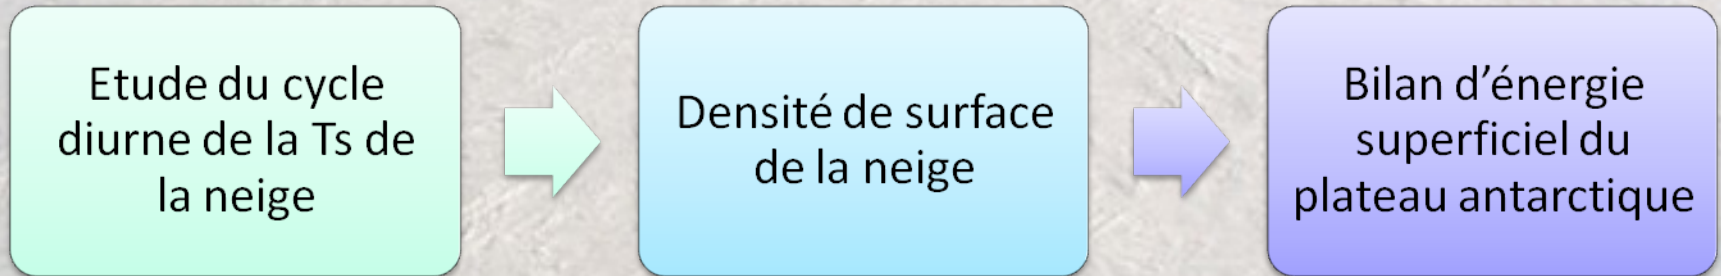 Etude du cycle
diurne de la Ts de
la neige
Densité de surface
de la neige
Bilan d’énergie
superficiel du
plateau antarctique